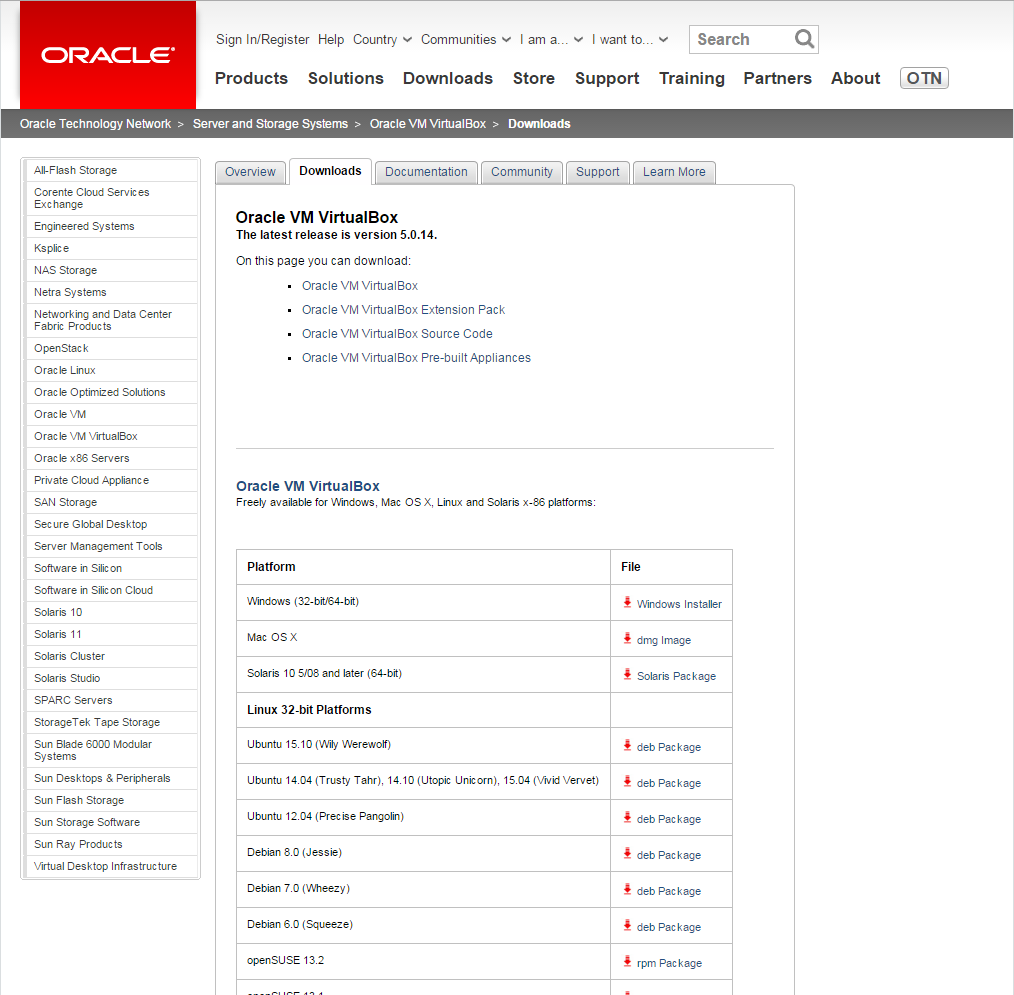 ORACLE
Sign In/Register Help Country Communities I am a... I want to... Search
Products Solutions Downloads Store Support Training Partners About OTN
Oracle Technology Network > Server and Storage Systems > Oracle VM VirtualBox > Downloads
All-Flash Storage
Corente Cloud Services
Exchange
Engineered Systems
Ksplice
NAS Storage
Netra Systems
Networking and Data Center
Fabric Products
OpenStack
Oracle Linux
Oracle Optimized Solutions
Oracle VM
Oracle VM VirtualBox
Oracle x86 Servers
Private Cloud Appliance
SAN Storage
Secure Global Desktop
Server Management Tools
Software in Silicon
Software in Silicon Cloud
Solaris 10
Solaris 11
Solaris Cluster
Solaris Studio
SPARC Servers
StorageTek Tape Storage
Sun Blade 6000 Modular
Systems
Sun Desktops & Peripherals
Sun Flash Storage
Sun Storage Software
Sun Ray Products
Virtual Desktop Infrastructure
Overview Downloads Documentation Community Support Learn More
Oracle VM VirtualBox
The latest release is version 5.0.14.
On this page you can download:
Oracle VM VirtualBox
Oracle VM VirtualBox Extension Pack
Oracle VM VirtualBox Source Code
Oracle VM VirtualBox Pre-built Appliances
Oracle VM VirtualBox
Freely available for Windows, Mac OS X, Linux and Solaris x-86 platforms:
Platform File
Windows (32-bit/64-bit) Windows Installer
Mac OS X dmg Image
Solaris 10 5/08 and later (64-bit) Solaris Package
Linux 32-bit Platforms
Ubuntu 15.10 (Wily Werewolf) deb Package
Ubuntu 14.04 (Trusty Tahr), 14.10 (Utopic Unicorn), 15.04 (Vivid Vervet) deb Package
Ubuntu 12.04 (Precise Pangolin) deb Package
Debian 8.0 (Jessie) deb Package
Debian 7.0 (Wheezy) deb Package
Debian 6.0 (Squeeze) deb Package
openSUSE 13.2 rpm Package